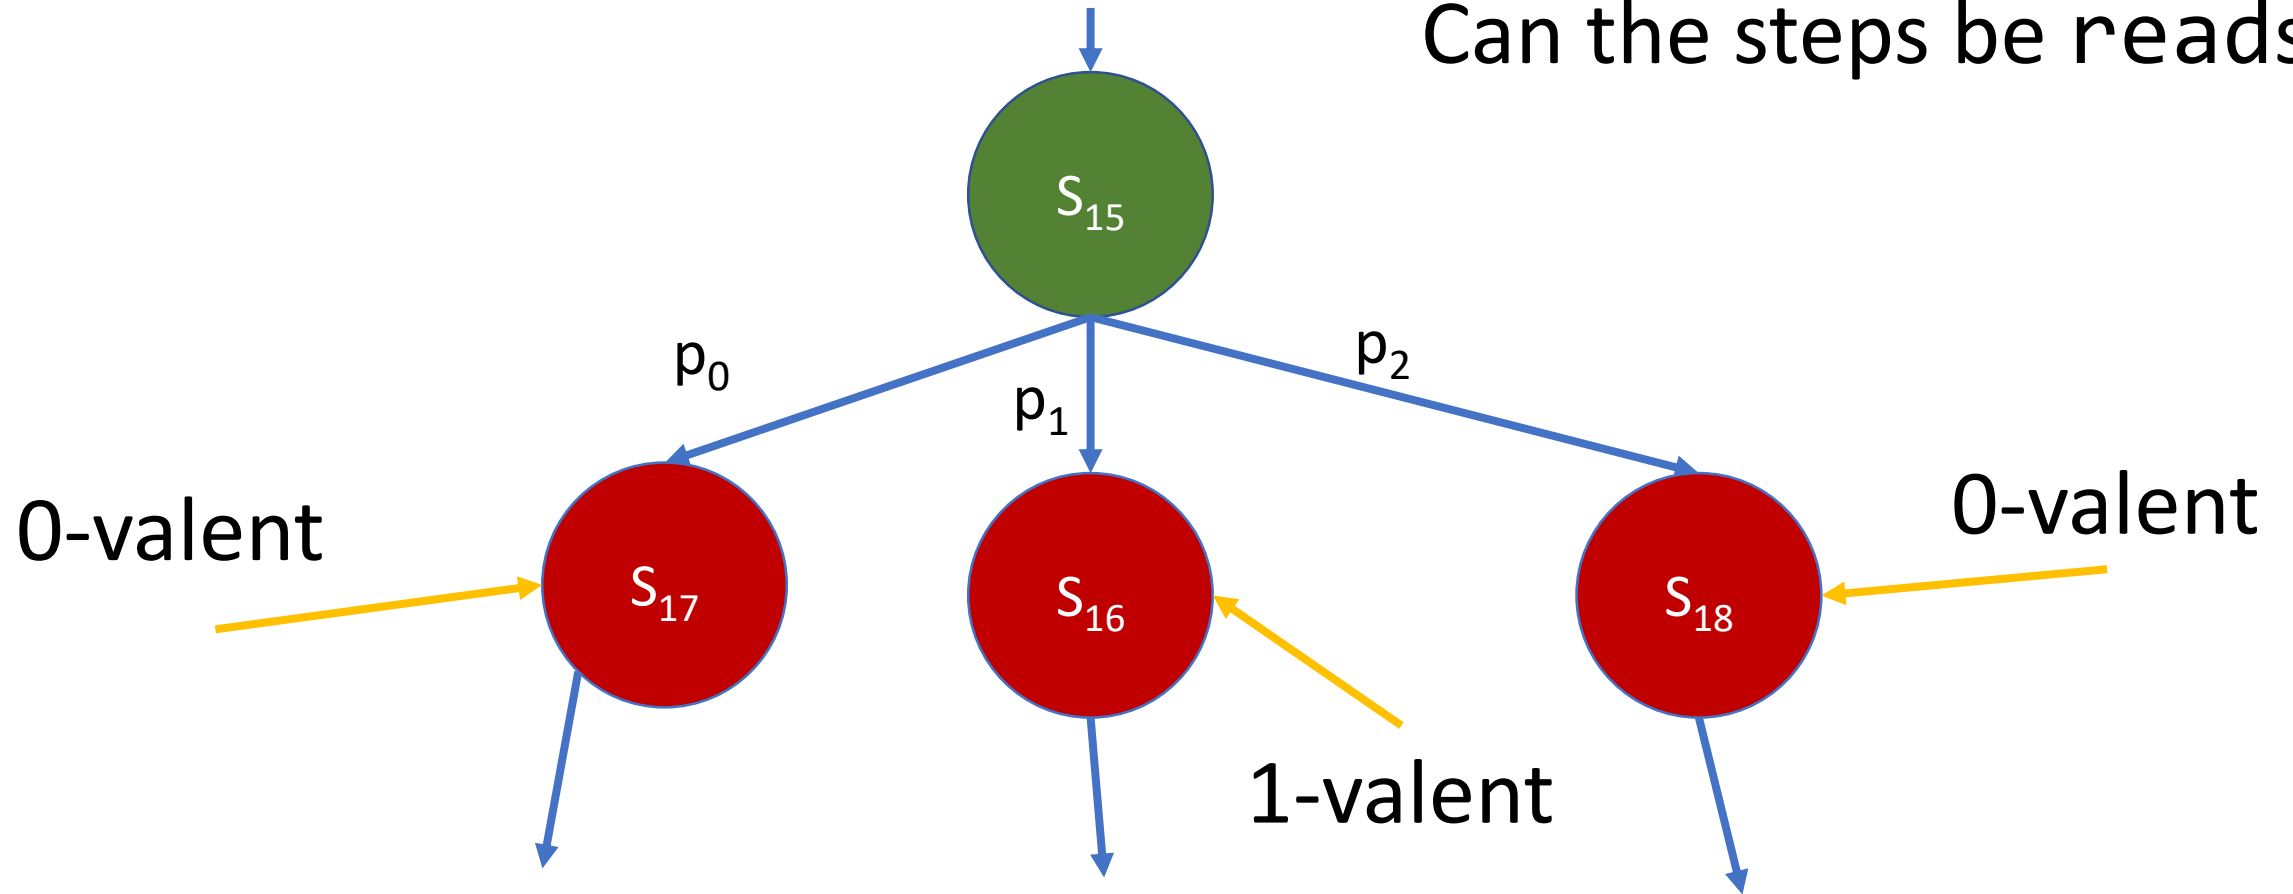 Can the steps be reads
S₁₅
p₀
p₁
p₂
0-valent
0-valent
S₁₇
S₁₆
S₁₈
1-valent